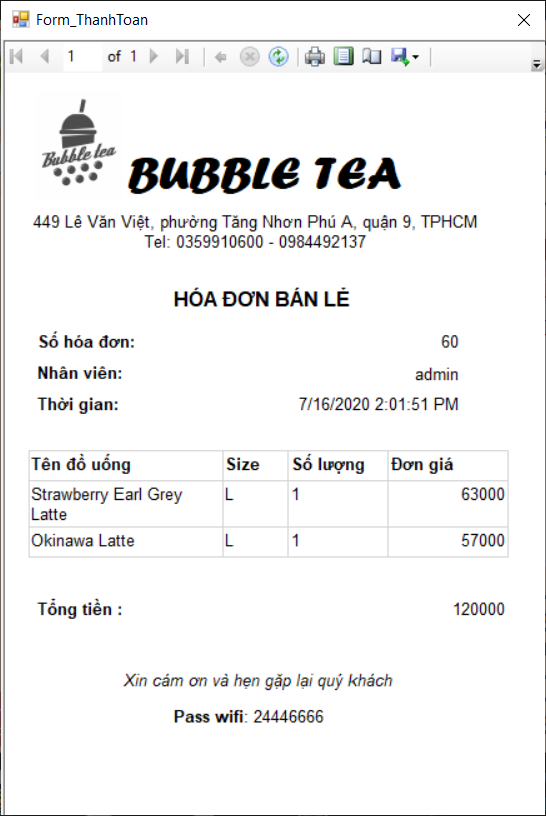 Form_ThanhToan
1 of 1
Bubble tea
BUBBLE TEA
449 Lê Văn Việt, phường Tăng Nhơn Phú A, quận 9, TPHCM
Tel: 0359910600 - 0984492137
HÓA ĐƠN BÁN LẺ
Số hóa đơn: 60
Nhân viên: admin
Thời gian: 7/16/2020 2:01:51 PM
Tên đồ uống Size Số lượng Đơn giá
Strawberry Earl Grey L 1 63000
Latte
Okinawa Latte L 1 57000
Tổng tiền : 120000
Xin cám ơn và hẹn gặp lại quý khách
Pass wifi: 24446666